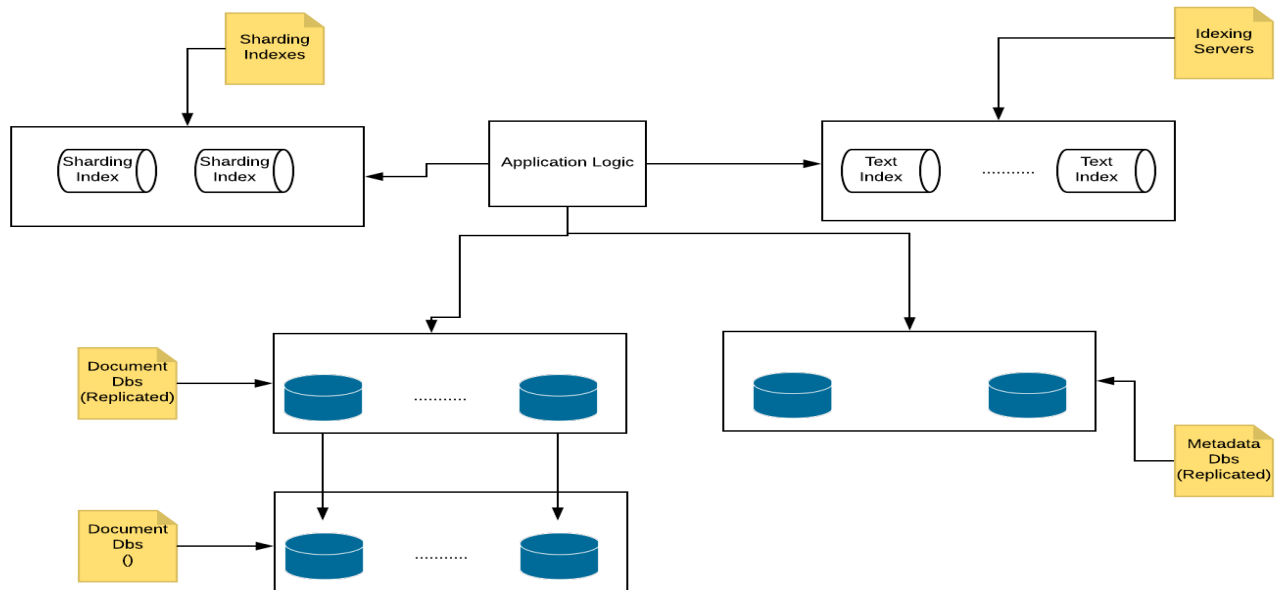 Sharding
Indexes
Idexing
Servers
Sharding
Index
Sharding
Index
Application Logic
Text
Index
...........
Text
Index
Document
Dbs
(Replicated)
...........
Metadata
Dbs
(Replicated)
Document
Dbs
()
...........